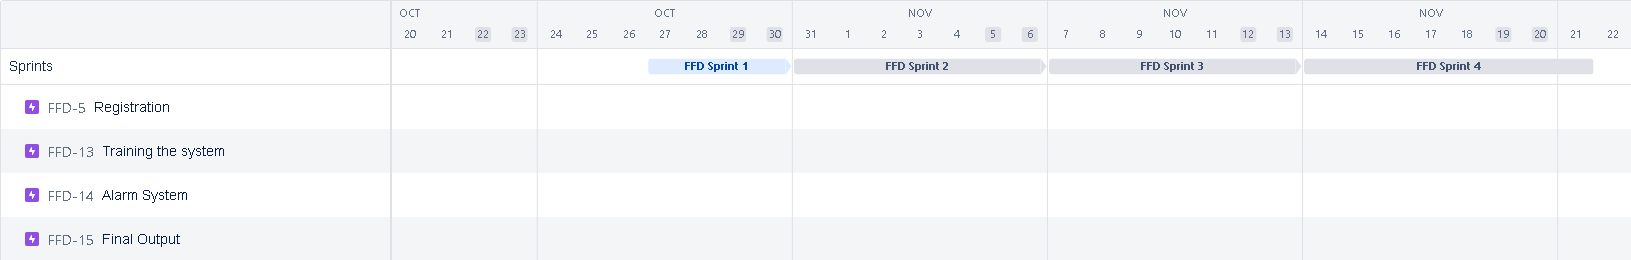 OCT OCT NOV NOV NOV
20 21 22 23 24 25 26 27 28 29 30 31 1 2 3 4 5 6 7 8 9 10 11 12 13 14 15 16 17 18 19 20 21 22
Sprints FFD Sprint 1 FFD Sprint 2 FFD Sprint 3 FFD Sprint 4
FFD-5 Registration
FFD-13 Training the system
FFD-14 Alarm System
FFD-15 Final Output